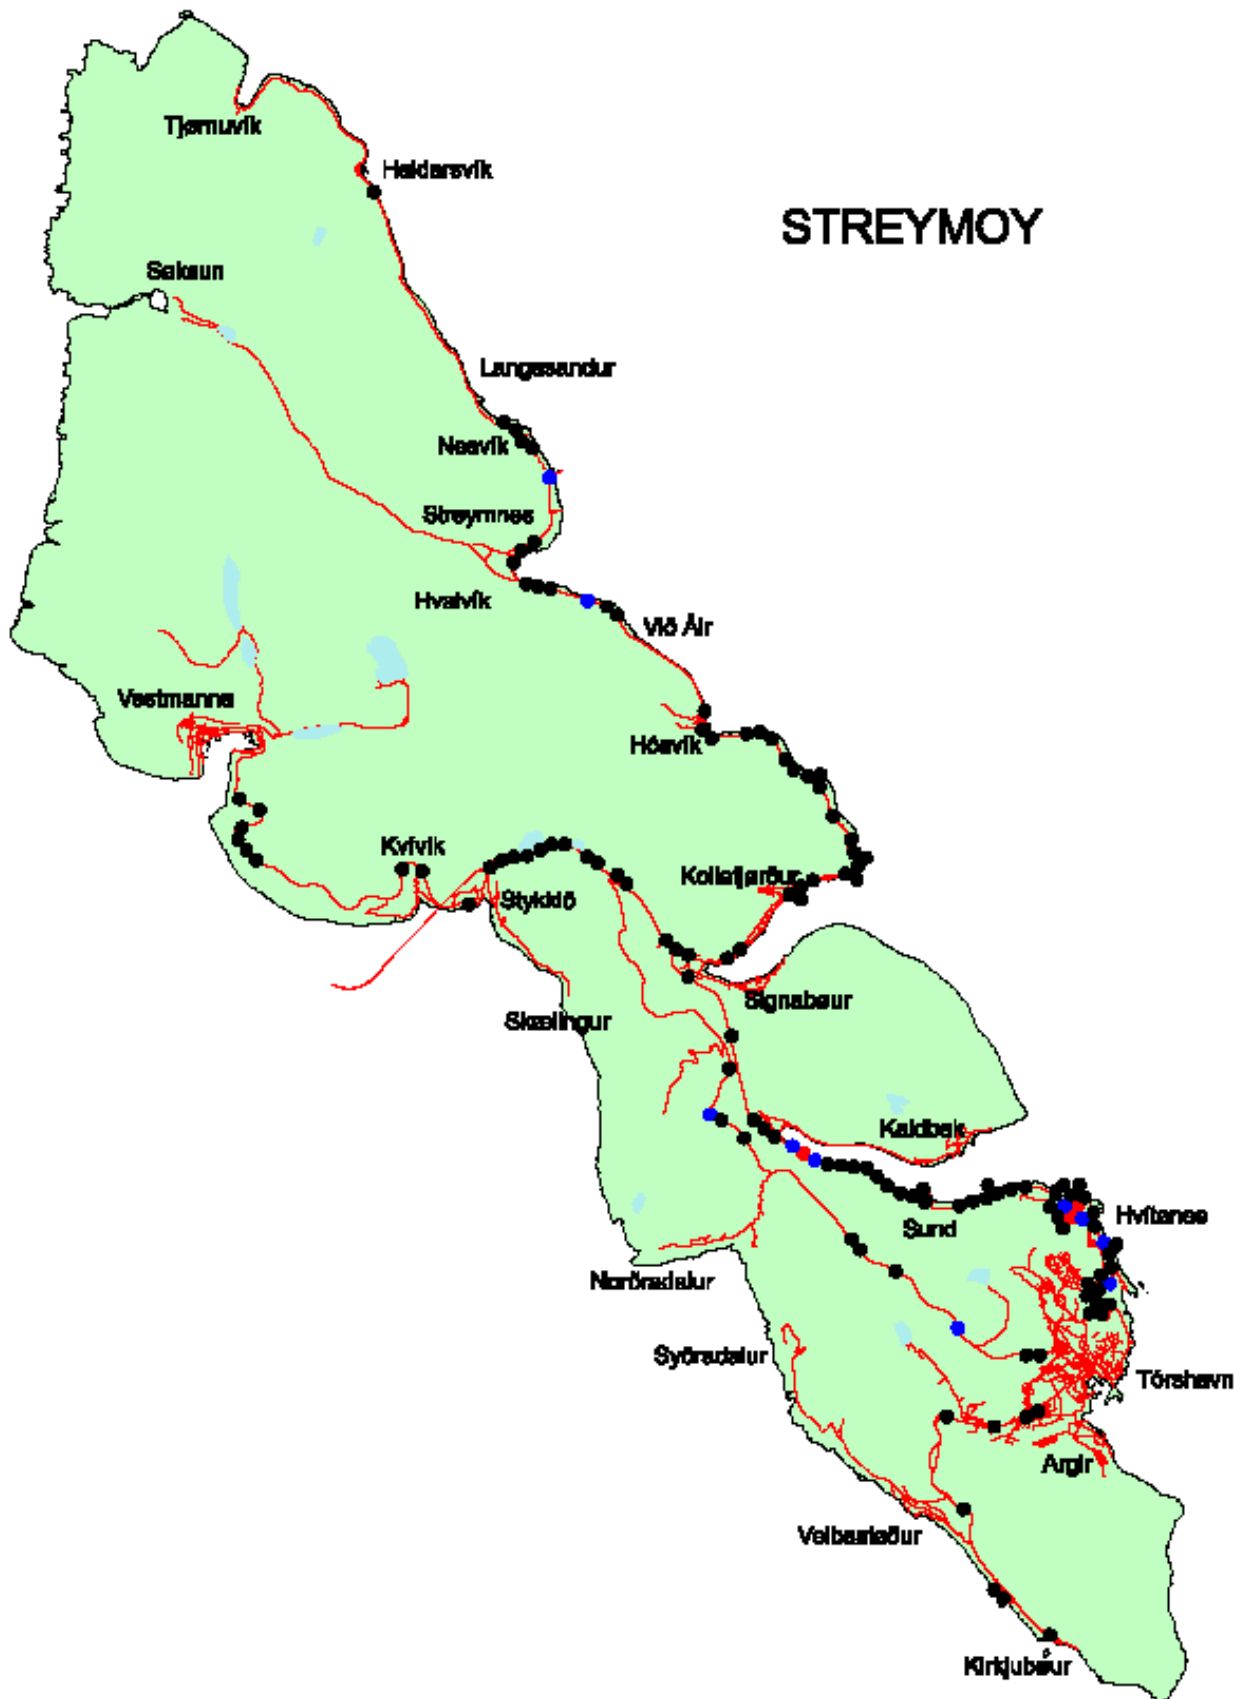 Tjørnuvík
Haldarsvík
STREYMOY
Saksun
Langasandur
Nesvík
Streymnes
Hvalvík
Við Áir
Vestmanna
Hósvík
Kvívík
Kollafjørður
Stykkið
Signabøur
Skælingur
Kaldbak
Sund
Hvítanes
Norðradalur
Syðradalur
Tórshavn
Argir
Velbastaður
Kirkjubøur